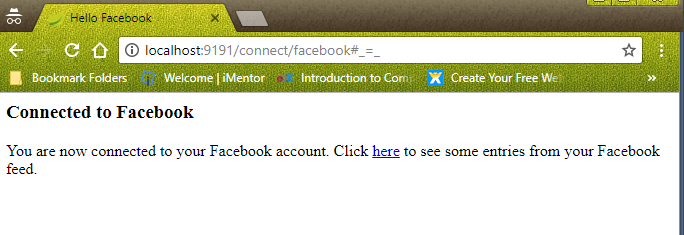 Hello Facebook
localhost:9191/connect/facebook#_=_
Bookmark Folders Welcome | iMentor Introduction to Com Create Your Free Web
Connected to Facebook
You are now connected to your Facebook account. Click here to see some entries from your Facebook
feed.